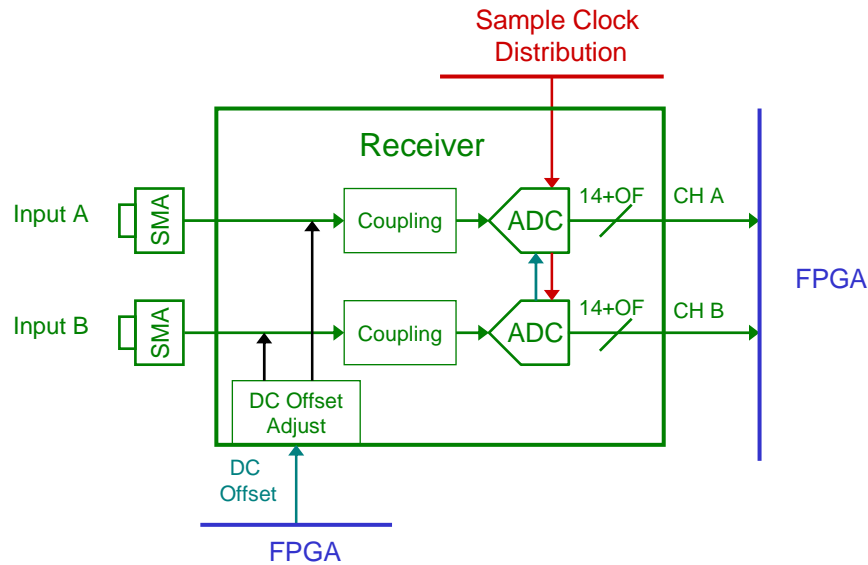 Sample Clock
Distribution
Receiver
Input A
SMA
Coupling
ADC
14+OF
CH A
FPGA
Input B
SMA
Coupling
ADC
14+OF
CH B
DC Offset
Adjust
DC
Offset
FPGA